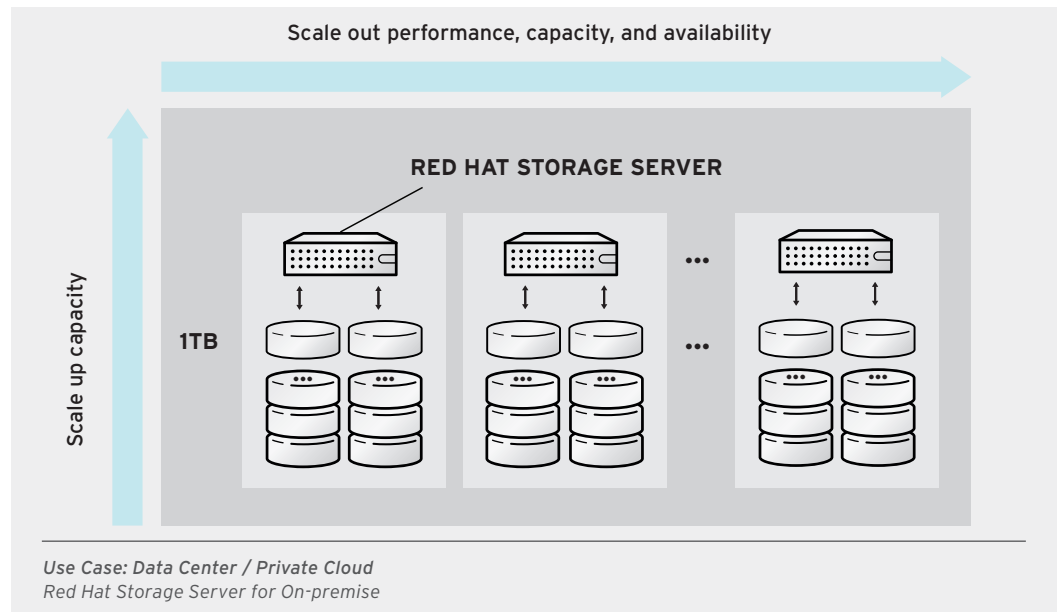 Scale out performance, capacity, and availability
RED HAT STORAGE SERVER
•••
Scale up capacity
1TB
•••
Use Case: Data Center / Private Cloud
Red Hat Storage Server for On-premise